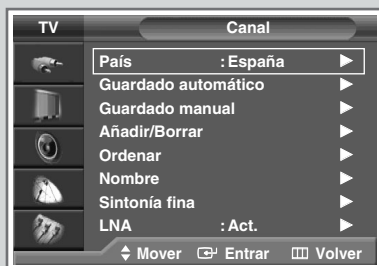 TV Canal
País : España
Guardado automático
Guardado manual
Añadir/Borrar
Ordenar
Nombre
Sintonía fina
LNA : Act.
Mover Entrar Volver